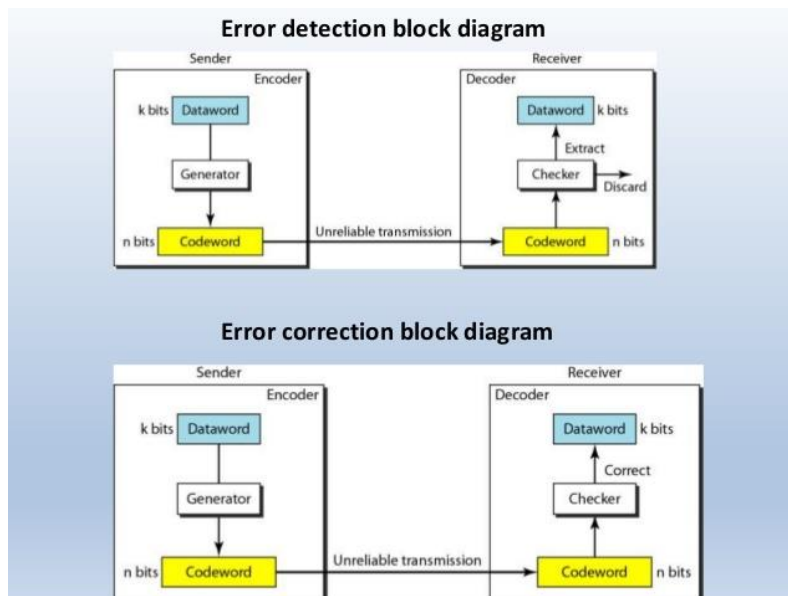 Error detection block diagram
Sender
Receiver
Encoder
Decoder
k bits Dataword
Dataword k bits
Extract
Generator
Checker
Discard
n bits Codeword
Unreliable transmission
Codeword n bits
Error correction block diagram
Sender
Receiver
Encoder
Decoder
k bits Dataword
Dataword k bits
Correct
Generator
Checker
n bits Codeword
Unreliable transmission
Codeword n bits